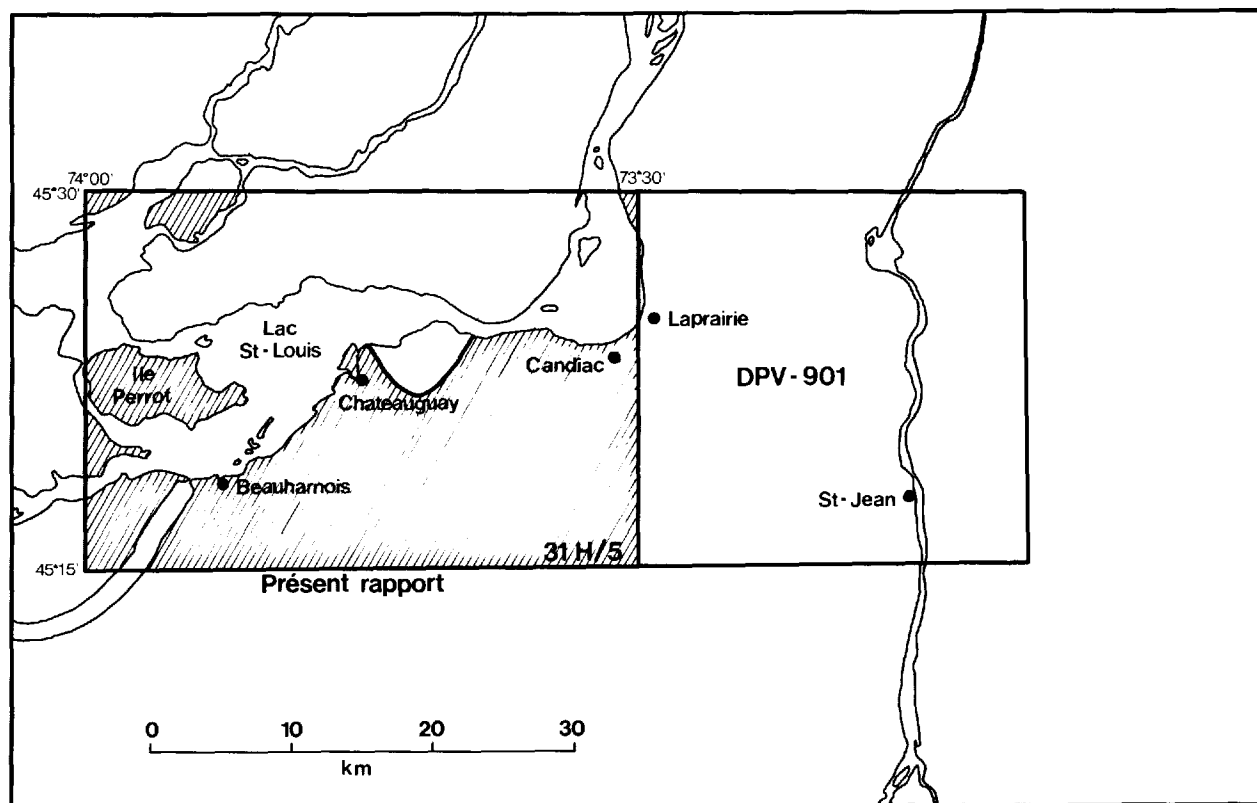 74°00'
73°30'
45°30'
Laprairie
Lac
St-Louis
Candiac
Ile
Perrot
DPV-901
Chateauguay
Beauharnois
St-Jean
31 H/5
45°15'
Présent rapport
0 10 20 30
km